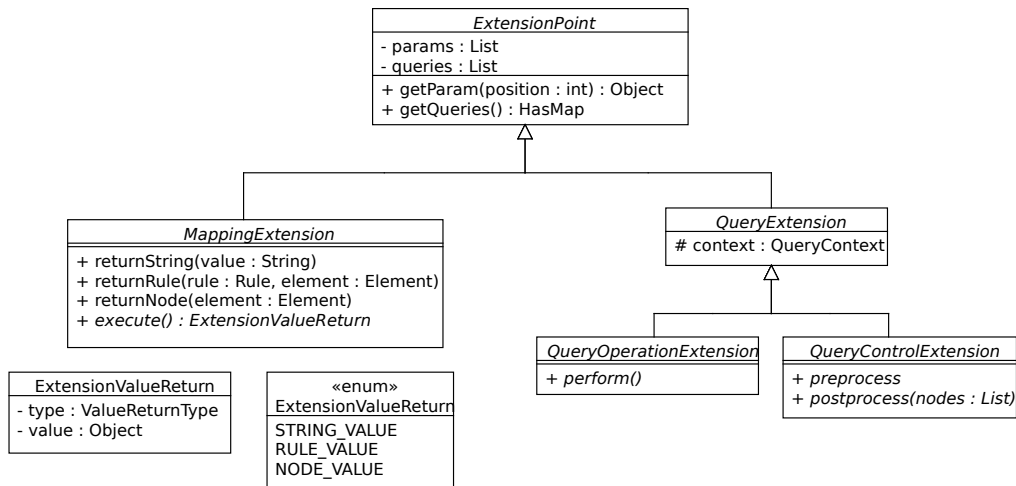 ExtensionPoint
- params : List
- queries : List
+ getParam(position : int) : Object
+ getQueries() : HasMap
MappingExtension
+ returnString(value : String)
+ returnRule(rule : Rule, element : Element)
+ returnNode(element : Element)
+ execute() : ExtensionValueReturn
QueryExtension
# context : QueryContext
QueryOperationExtension
+ perform()
QueryControlExtension
+ preprocess
+ postprocess(nodes : List)
ExtensionValueReturn
- type : ValueReturnType
- value : Object
«enum»
ExtensionValueReturn
STRING_VALUE
RULE_VALUE
NODE_VALUE